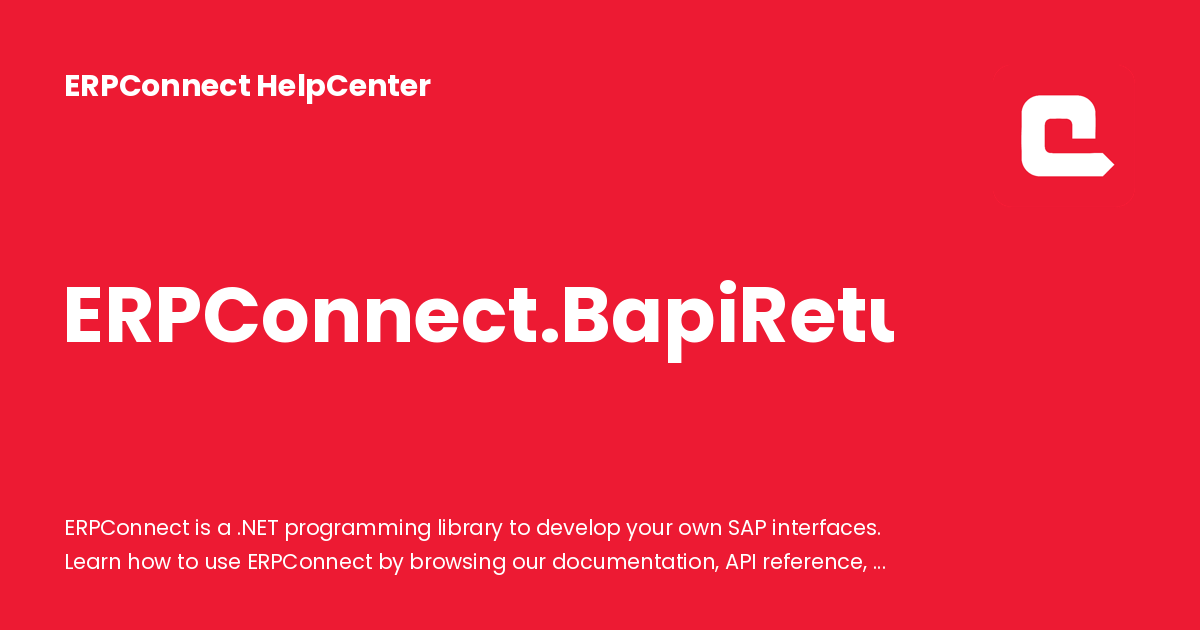 ERPConnect HelpCenter
ERPConnect.BapiRetu
ERPConnect is a .NET programming library to develop your own SAP interfaces.
Learn how to use ERPConnect by browsing our documentation, API reference, ...